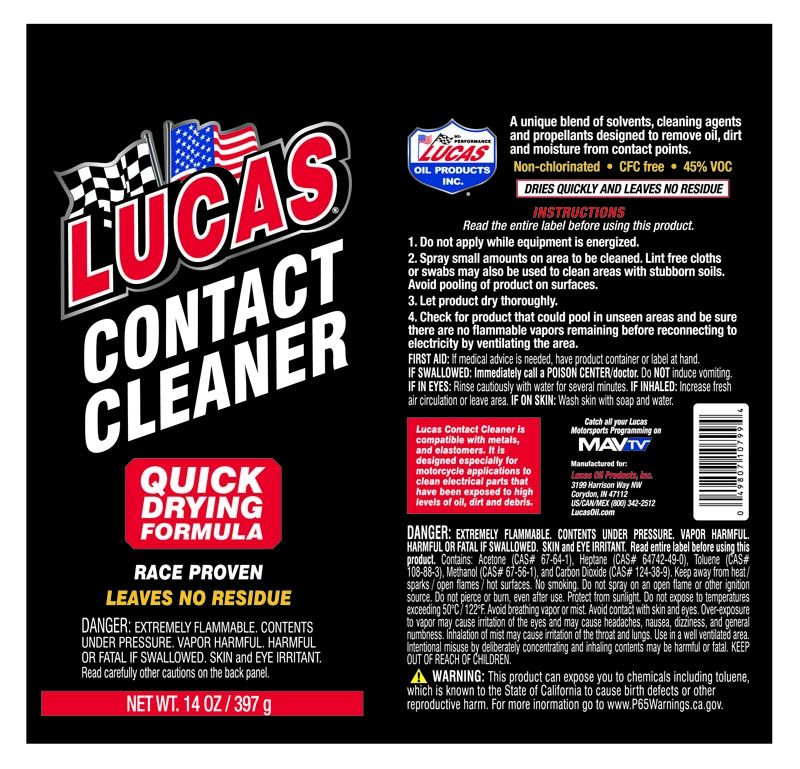 LUCAS®
CONTACT
CLEANER
QUICK
DRYING
FORMULA
RACE PROVEN
LEAVES NO RESIDUE
DANGER: EXTREMELY FLAMMABLE. CONTENTS
UNDER PRESSURE. VAPOR HARMFUL. HARMFUL
OR FATAL IF SWALLOWED. SKIN and EYE IRRITANT.
Read carefully other cautions on the back panel.
NET WT. 14 OZ / 397 g
HI-
PERFORMANCE
LUCAS
OIL PRODUCTS
INC.
®
A unique blend of solvents, cleaning agents
and propellants designed to remove oil, dirt
and moisture from contact points.
Non-chlorinated • CFC free • 45% VOC
DRIES QUICKLY AND LEAVES NO RESIDUE
INSTRUCTIONS
Read the entire label before using this product.
1. Do not apply while equipment is energized.
2. Spray small amounts on area to be cleaned. Lint free cloths
or swabs may also be used to clean areas with stubborn soils.
Avoid pooling of product on surfaces.
3. Let product dry thoroughly.
4. Check for product that could pool in unseen areas and be sure
there are no flammable vapors remaining before reconnecting to
electricity by ventilating the area.
FIRST AID: If medical advice is needed, have product container or label at hand.
IF SWALLOWED: Immediately call a POISON CENTER/doctor. Do NOT induce vomiting.
IF IN EYES: Rinse cautiously with water for several minutes. IF INHALED: Increase fresh
air circulation or leave area. IF ON SKIN: Wash skin with soap and water.
Lucas Contact Cleaner is
compatible with metals,
and elastomers. It is
designed especially for
motorcycle applications to
clean electrical parts that
have been exposed to high
levels of oil, dirt and debris.
Catch all your Lucas
Motorsports Programming on
MAVTV
Manufactured for:
Lucas Oil Products, Inc.
3199 Harrison Way NW
Corydon, IN 47112
US/CAN/MEX (800) 342-2512
LucasOil.com
0 49807 10799 4
DANGER: EXTREMELY FLAMMABLE. CONTENTS UNDER PRESSURE. VAPOR HARMFUL.
HARMFUL OR FATAL IF SWALLOWED. SKIN and EYE IRRITANT. Read entire label before using this
product. Contains: Acetone (CAS# 67-64-1), Heptane (CAS# 64742-49-0), Toluene (CAS#
108-88-3), Methanol (CAS# 67-56-1), and Carbon Dioxide (CAS# 124-38-9). Keep away from heat /
sparks / open flames / hot surfaces. No smoking. Do not spray on an open flame or other ignition
source. Do not pierce or burn, even after use. Protect from sunlight. Do not expose to temperatures
exceeding 50°C / 122°F. Avoid breathing vapor or mist. Avoid contact with skin and eyes. Over-exposure
to vapor may cause irritation of the eyes and may cause headaches, nausea, dizziness, and general
numbness. Inhalation of mist may cause irritation of the throat and lungs. Use in a well ventilated area.
Intentional misuse by deliberately concentrating and inhaling contents may be harmful or fatal. KEEP
OUT OF REACH OF CHILDREN.
WARNING: This product can expose you to chemicals including toluene,
which is known to the State of California to cause birth defects or other
reproductive harm. For more inormation go to www.P65Warnings.ca.gov.